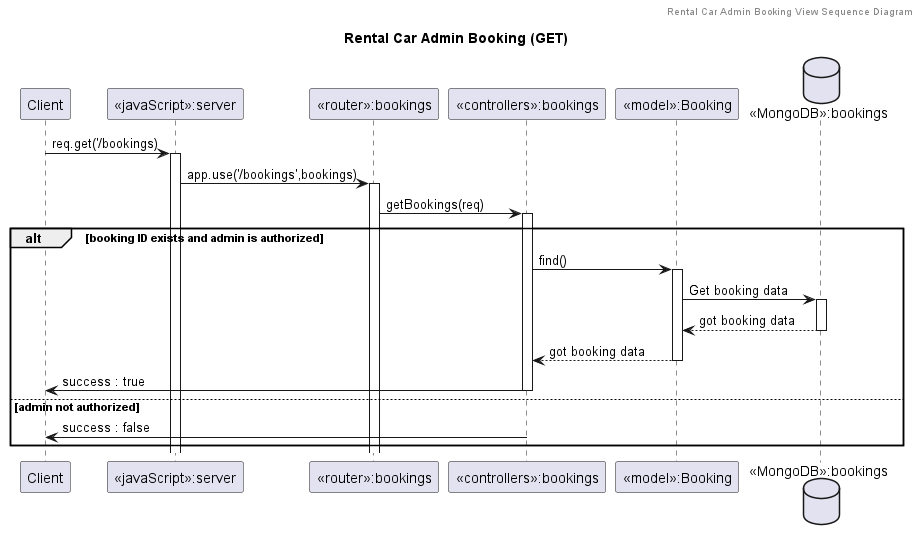 Rental Car Admin Booking View Sequence Diagram
Rental Car Admin Booking (GET)
Client
«javaScript»:server
«router»:bookings
«controllers»:bookings
«model»:Booking
«MongoDB»:bookings
req.get('/bookings)
app.use('/bookings',bookings)
getBookings(req)
alt
[booking ID exists and admin is authorized]
find()
Get booking data
got booking data
got booking data
success : true
[admin not authorized]
success : false
Client
«javaScript»:server
«router»:bookings
«controllers»:bookings
«model»:Booking
«MongoDB»:bookings